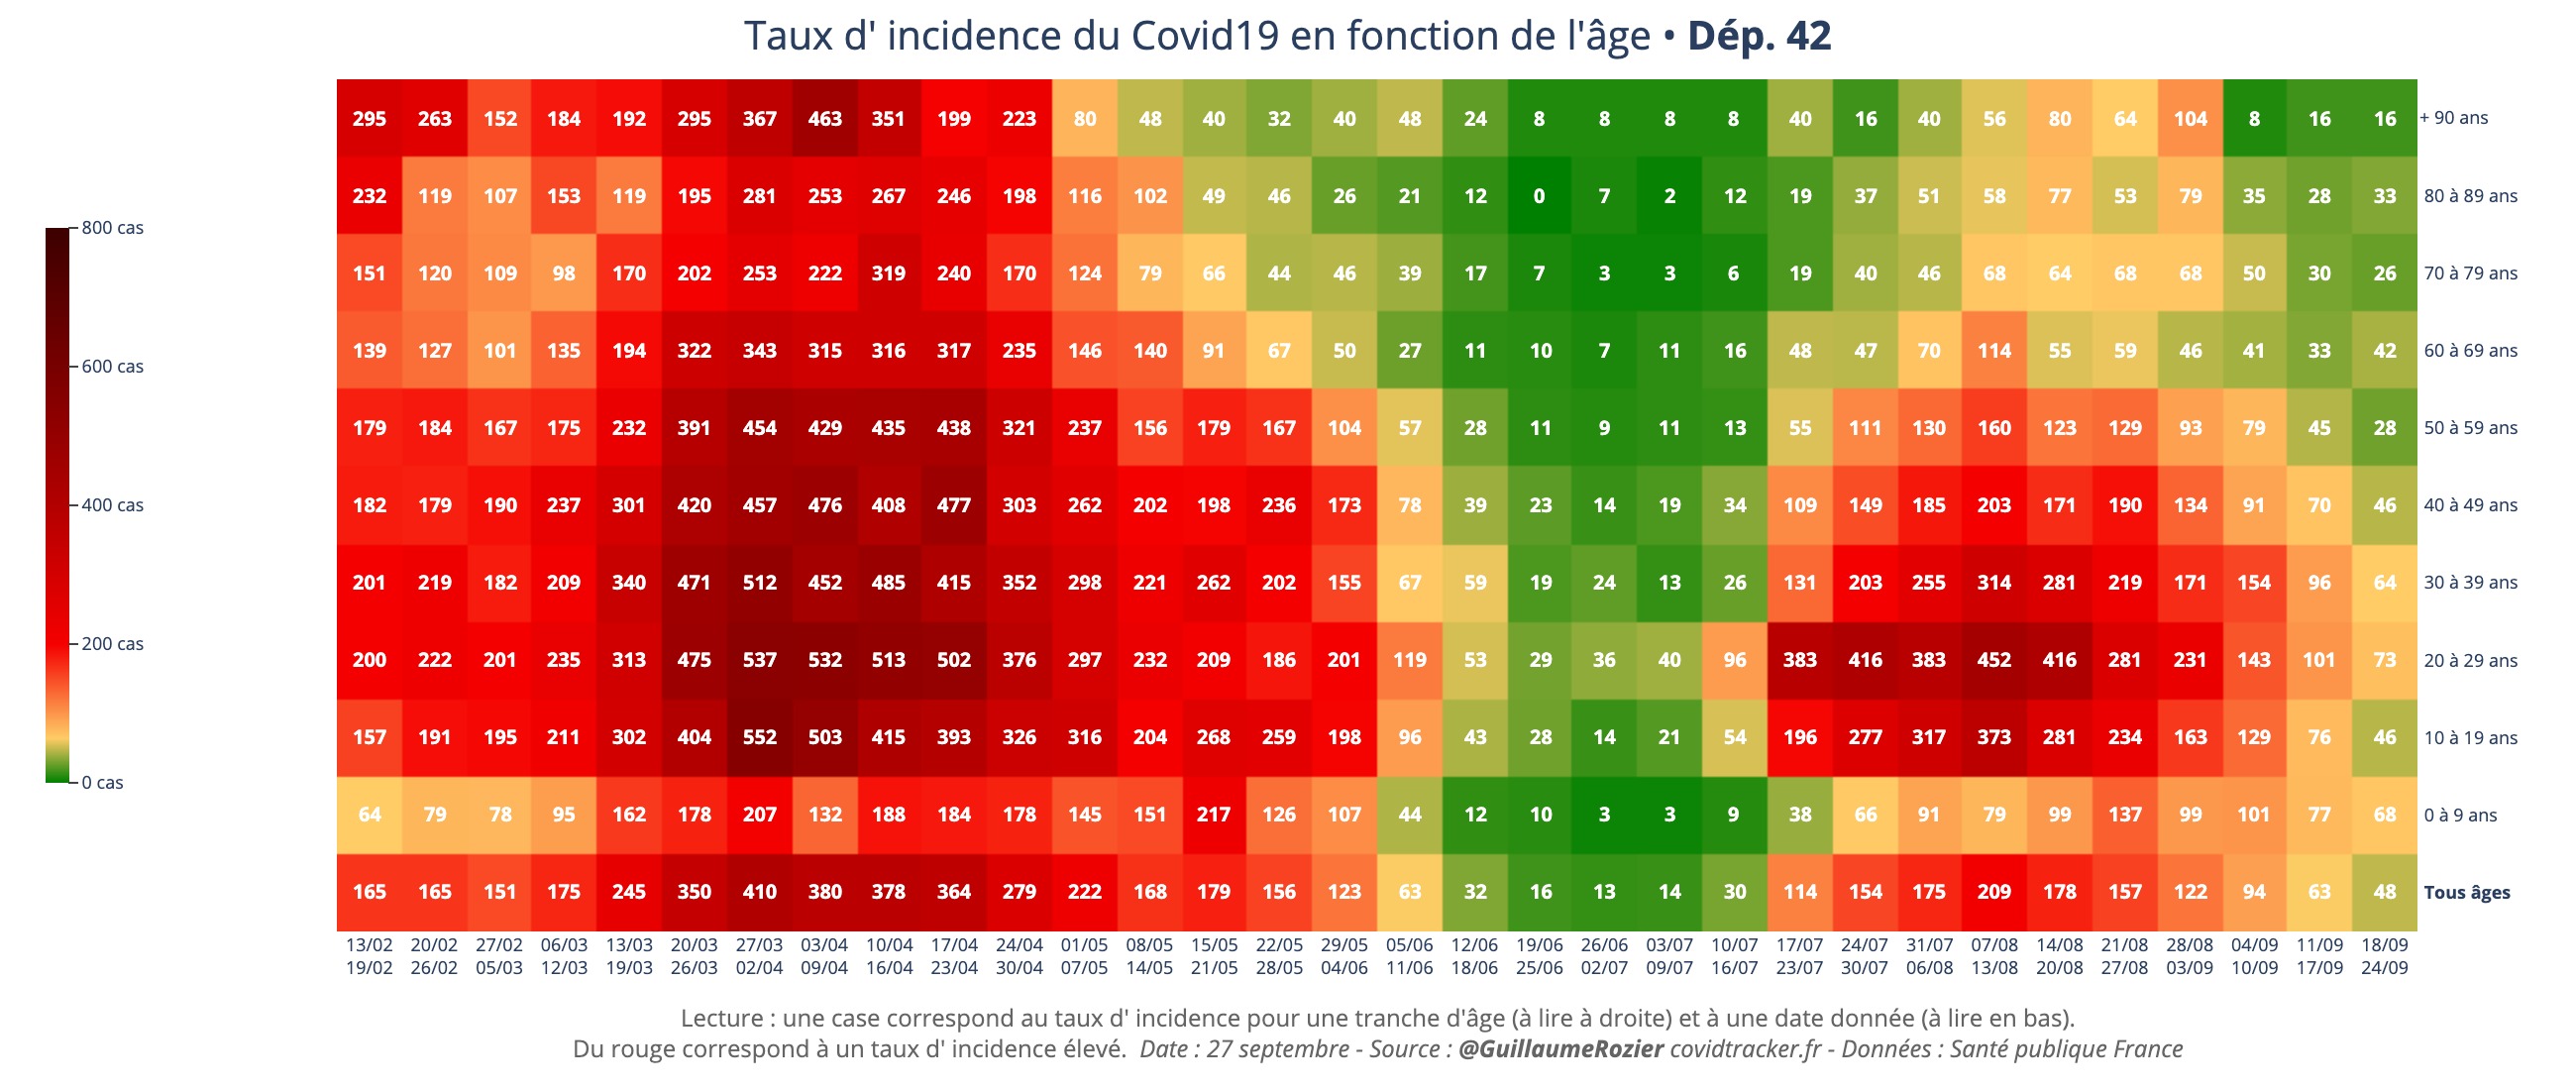 Taux d' incidence du Covid19 en fonction de l'âge • Dép. 42
800 cas
600 cas
400 cas
200 cas
0 cas
295 263 152 184 192 295 367 463 351 199 223 80 48 40 32 40 48 24 8 8 8 8 40 16 40 56 80 64 104 8 16 16 + 90 ans
232 119 107 153 119 195 281 253 267 246 198 116 102 49 46 26 21 12 0 7 2 12 19 37 51 58 77 53 79 35 28 33 80 à 89 ans
151 120 109 98 170 202 253 222 319 240 170 124 79 66 44 46 39 17 7 3 3 6 19 40 46 68 64 68 68 50 30 26 70 à 79 ans
139 127 101 135 194 322 343 315 316 317 235 146 140 91 67 50 27 11 10 7 11 16 48 47 70 114 55 59 46 41 33 42 60 à 69 ans
179 184 167 175 232 391 454 429 435 438 321 237 156 179 167 104 57 28 11 9 11 13 55 111 130 160 123 129 93 79 45 28 50 à 59 ans
182 179 190 237 301 420 457 476 408 477 303 262 202 198 236 173 78 39 23 14 19 34 109 149 185 203 171 190 134 91 70 46 40 à 49 ans
201 219 182 209 340 471 512 452 485 415 352 298 221 262 202 155 67 59 19 24 13 26 131 203 255 314 281 219 171 154 96 64 30 à 39 ans
200 222 201 235 313 475 537 532 513 502 376 297 232 209 186 201 119 53 29 36 40 96 383 416 383 452 416 281 231 143 101 73 20 à 29 ans
157 191 195 211 302 404 552 503 415 393 326 316 204 268 259 198 96 43 28 14 21 54 196 277 317 373 281 234 163 129 76 46 10 à 19 ans
64 79 78 95 162 178 207 132 188 184 178 145 151 217 126 107 44 12 10 3 3 9 38 66 91 79 99 137 99 101 77 68 0 à 9 ans
165 165 151 175 245 350 410 380 378 364 279 222 168 179 156 123 63 32 16 13 14 30 114 154 175 209 178 157 122 94 63 48 Tous âges
13/02 20/02 27/02 06/03 13/03 20/03 27/03 03/04 10/04 17/04 24/04 01/05 08/05 15/05 22/05 29/05 05/06 12/06 19/06 26/06 03/07 10/07 17/07 24/07 31/07 07/08 14/08 21/08 28/08 04/09 11/09 18/09
19/02 26/02 05/03 12/03 19/03 26/03 02/04 09/04 16/04 23/04 30/04 07/05 14/05 21/05 28/05 04/06 11/06 18/06 25/06 02/07 09/07 16/07 23/07 30/07 06/08 13/08 20/08 27/08 03/09 10/09 17/09 24/09
Lecture : une case correspond au taux d' incidence pour une tranche d'âge (à lire à droite) et à une date donnée (à lire en bas).
Du rouge correspond à un taux d' incidence élevé. Date : 27 septembre - Source : @GuillaumeRozier covidtracker.fr - Données : Santé publique France